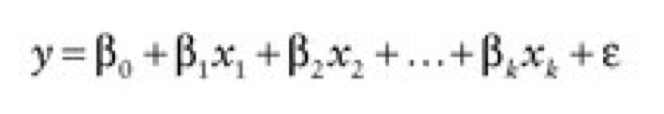 y = β₀ + β₁x₁ + β₂x₂ + ... + βₖxₖ + ε